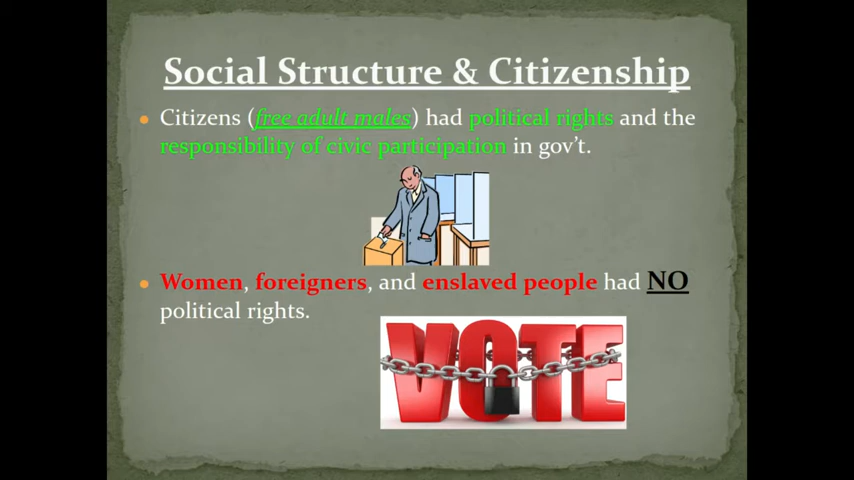 Social Structure & Citizenship
Citizens (free adult males) had political rights and the
responsibility of civic participation in gov't.
Women, foreigners, and enslaved people had NO
political rights.
VOTE